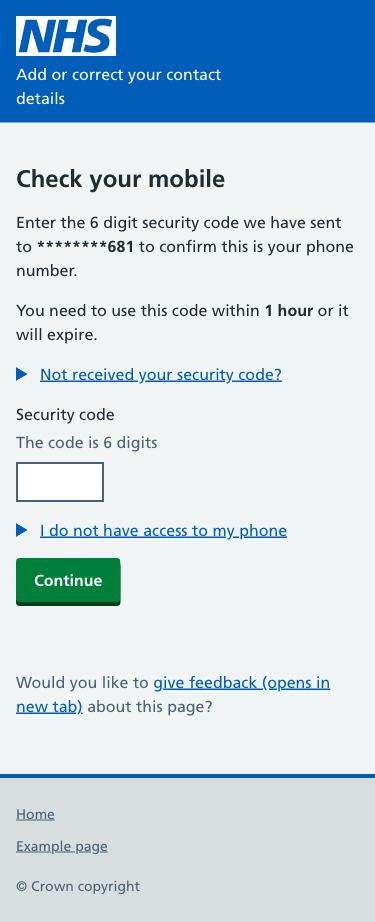 NHS
Add or correct your contact
details
Check your mobile
Enter the 6 digit security code we have sent
to ********681 to confirm this is your phone
number.
You need to use this code within 1 hour or it
will expire.
Not received your security code?
Security code
The code is 6 digits
I do not have access to my phone
Continue
Would you like to give feedback (opens in
new tab) about this page?
Home
Example page
© Crown copyright